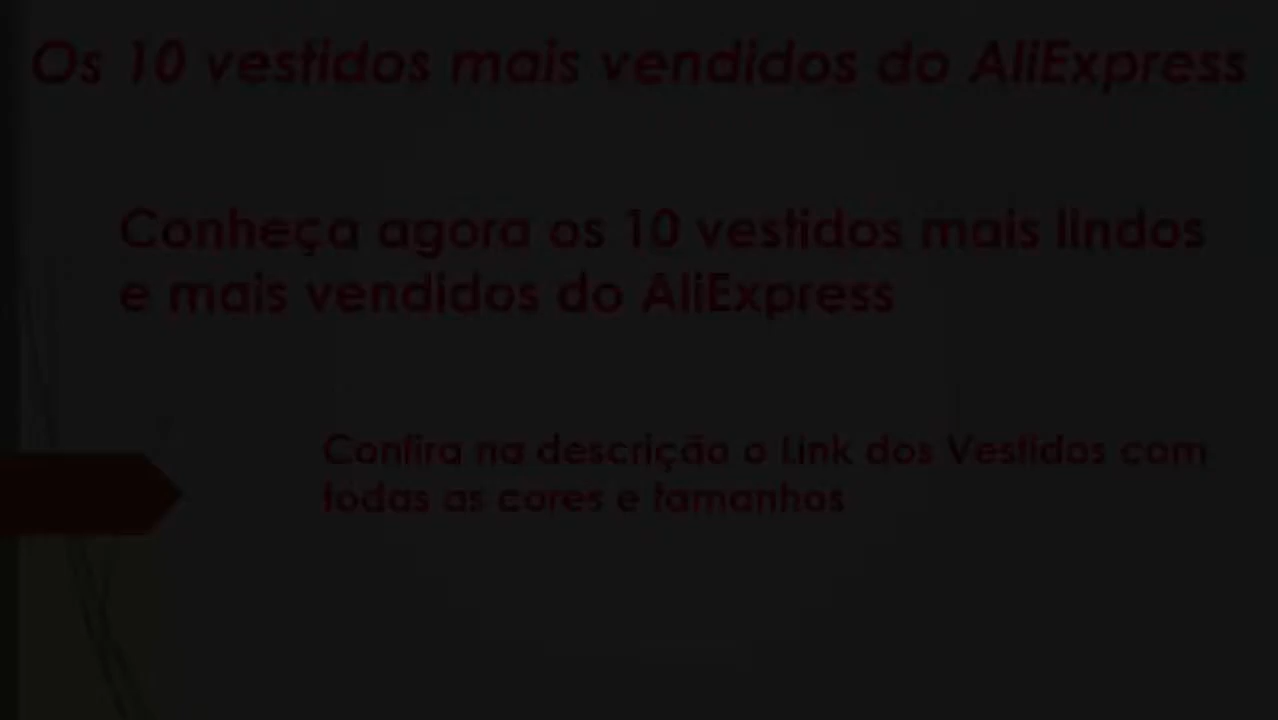 Os 10 vestidos mais vendidos do AliExpress
Conheça agora os 10 vestidos mais lindos
e mais vendidos do AliExpress
Confira na descrição o Link dos Vestidos com
todas as cores e tamanhos